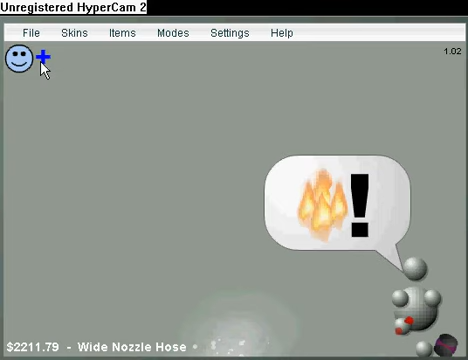 Unregistered HyperCam 2
File Skins Items Modes Settings Help
1.02
!
$2211.79 - Wide Nozzle Hose